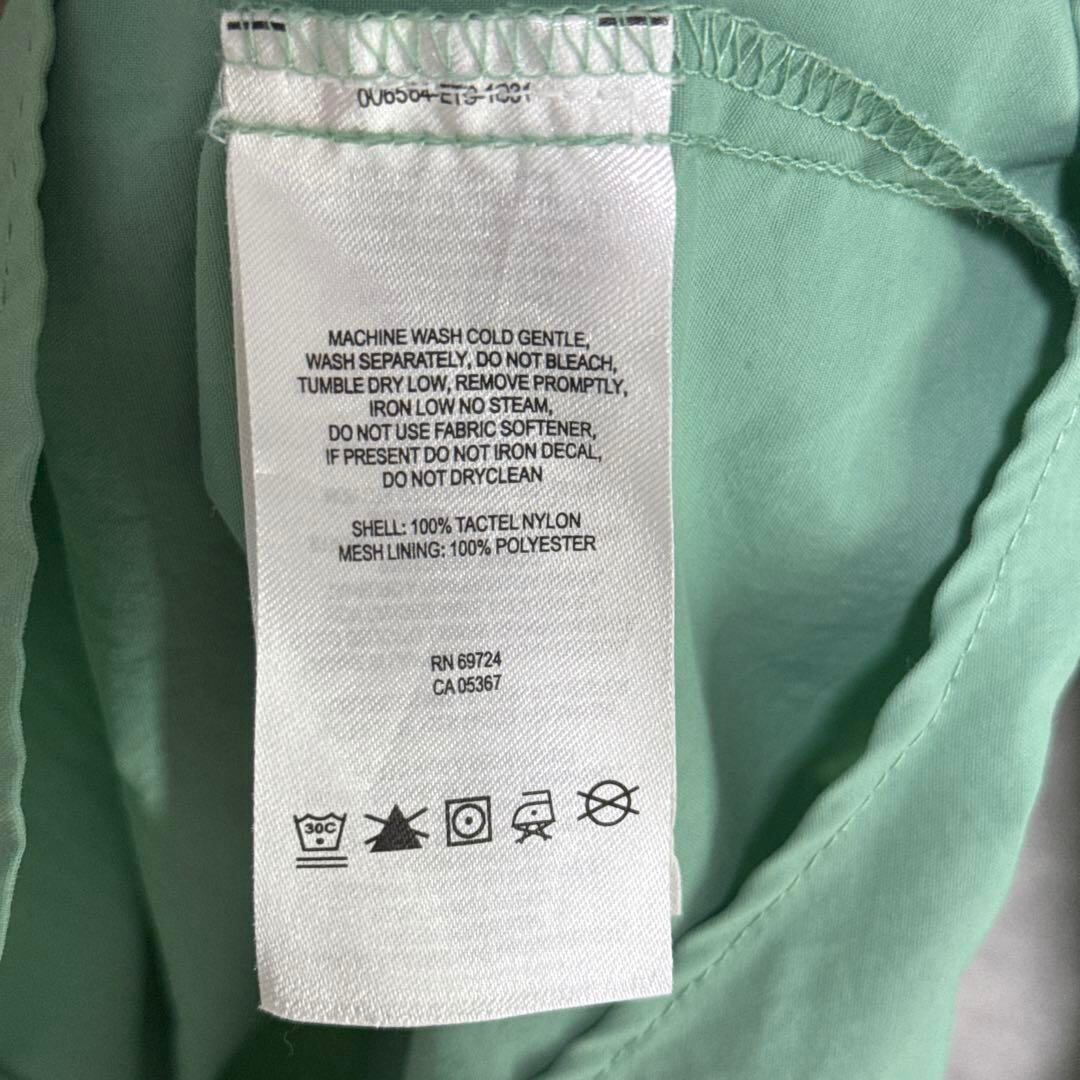 MACHINE WASH COLD GENTLE,
WASH SEPARATELY, DO NOT BLEACH,
TUMBLE DRY LOW, REMOVE PROMPTLY,
IRON LOW NO STEAM,
DO NOT USE FABRIC SOFTENER,
IF PRESENT DO NOT IRON DECAL,
DO NOT DRYCLEAN
SHELL: 100% TACTEL NYLON
MESH LINING: 100% POLYESTER
RN 69724
CA 05367
30C